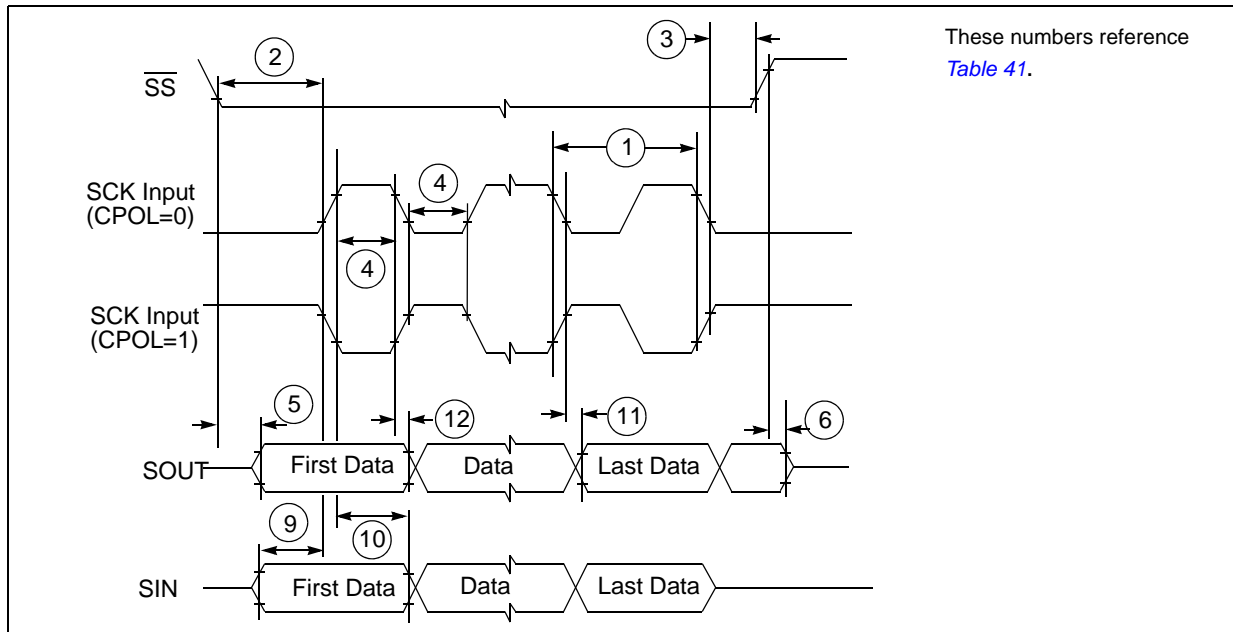 3
These numbers reference
Table 41.
2
SS
1
SCK Input
(CPOL=0)
4
4
SCK Input
(CPOL=1)
5
12
11
6
SOUT
First Data
Data
Last Data
9
10
SIN
First Data
Data
Last Data